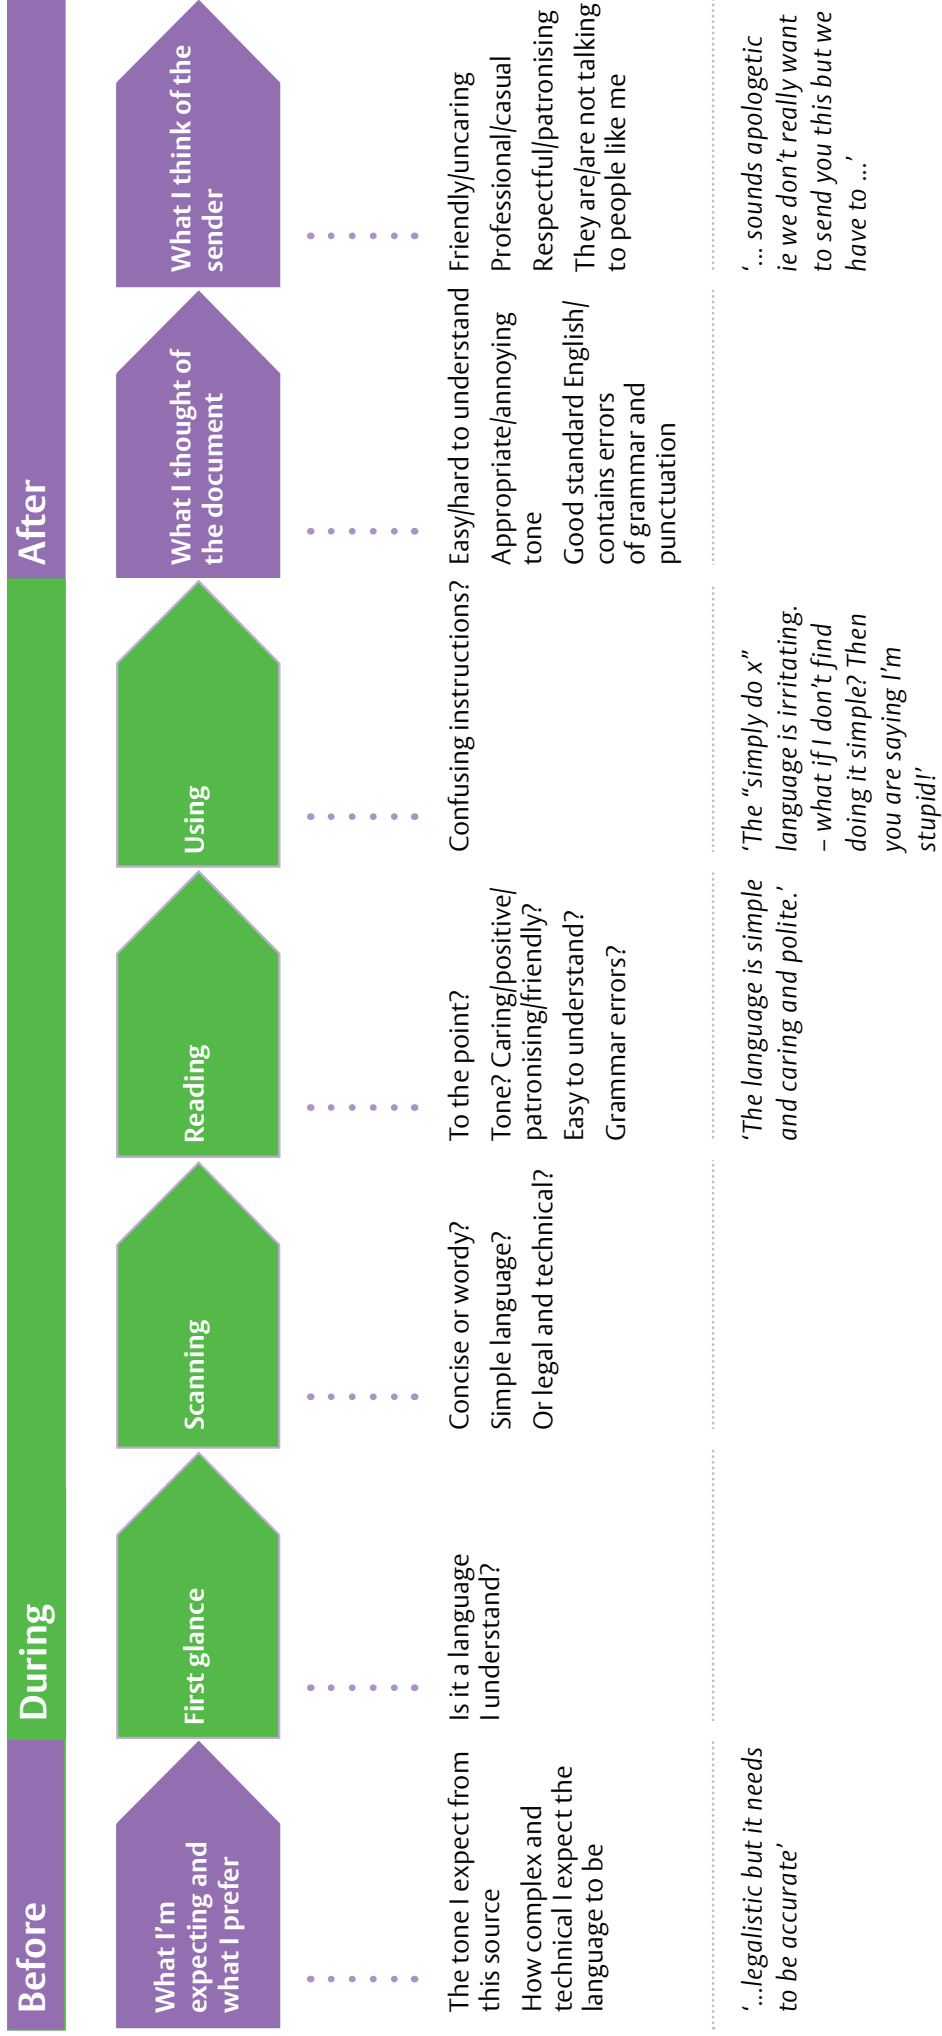 Before
During
After
What I'm
expecting and
what I prefer
First glance
Scanning
Reading
Using
What I thought of
the document
What I think of the
sender
The tone I expect from
this source
How complex and
technical I expect the
language to be
Is it a language
I understand?
Concise or wordy?
Simple language?
Or legal and technical?
To the point?
Tone? Caring/positive/
patronising/friendly?
Easy to understand?
Grammar errors?
Confusing instructions?
Easy/hard to understand
Appropriate/annoying
tone
Good standard English/
contains errors
of grammar and
punctuation
Friendly/uncaring
Professional/casual
Respectful/patronising
They are/are not talking
to people like me
‘...legalistic but it needs
to be accurate’
‘The language is simple
and caring and polite.’
‘The “simply do x”
language is irritating.
– what if I don’t find
doing it simple? Then
you are saying I’m
stupid!’
‘... sounds apologetic
ie we don’t really want
to send you this but we
have to ...’